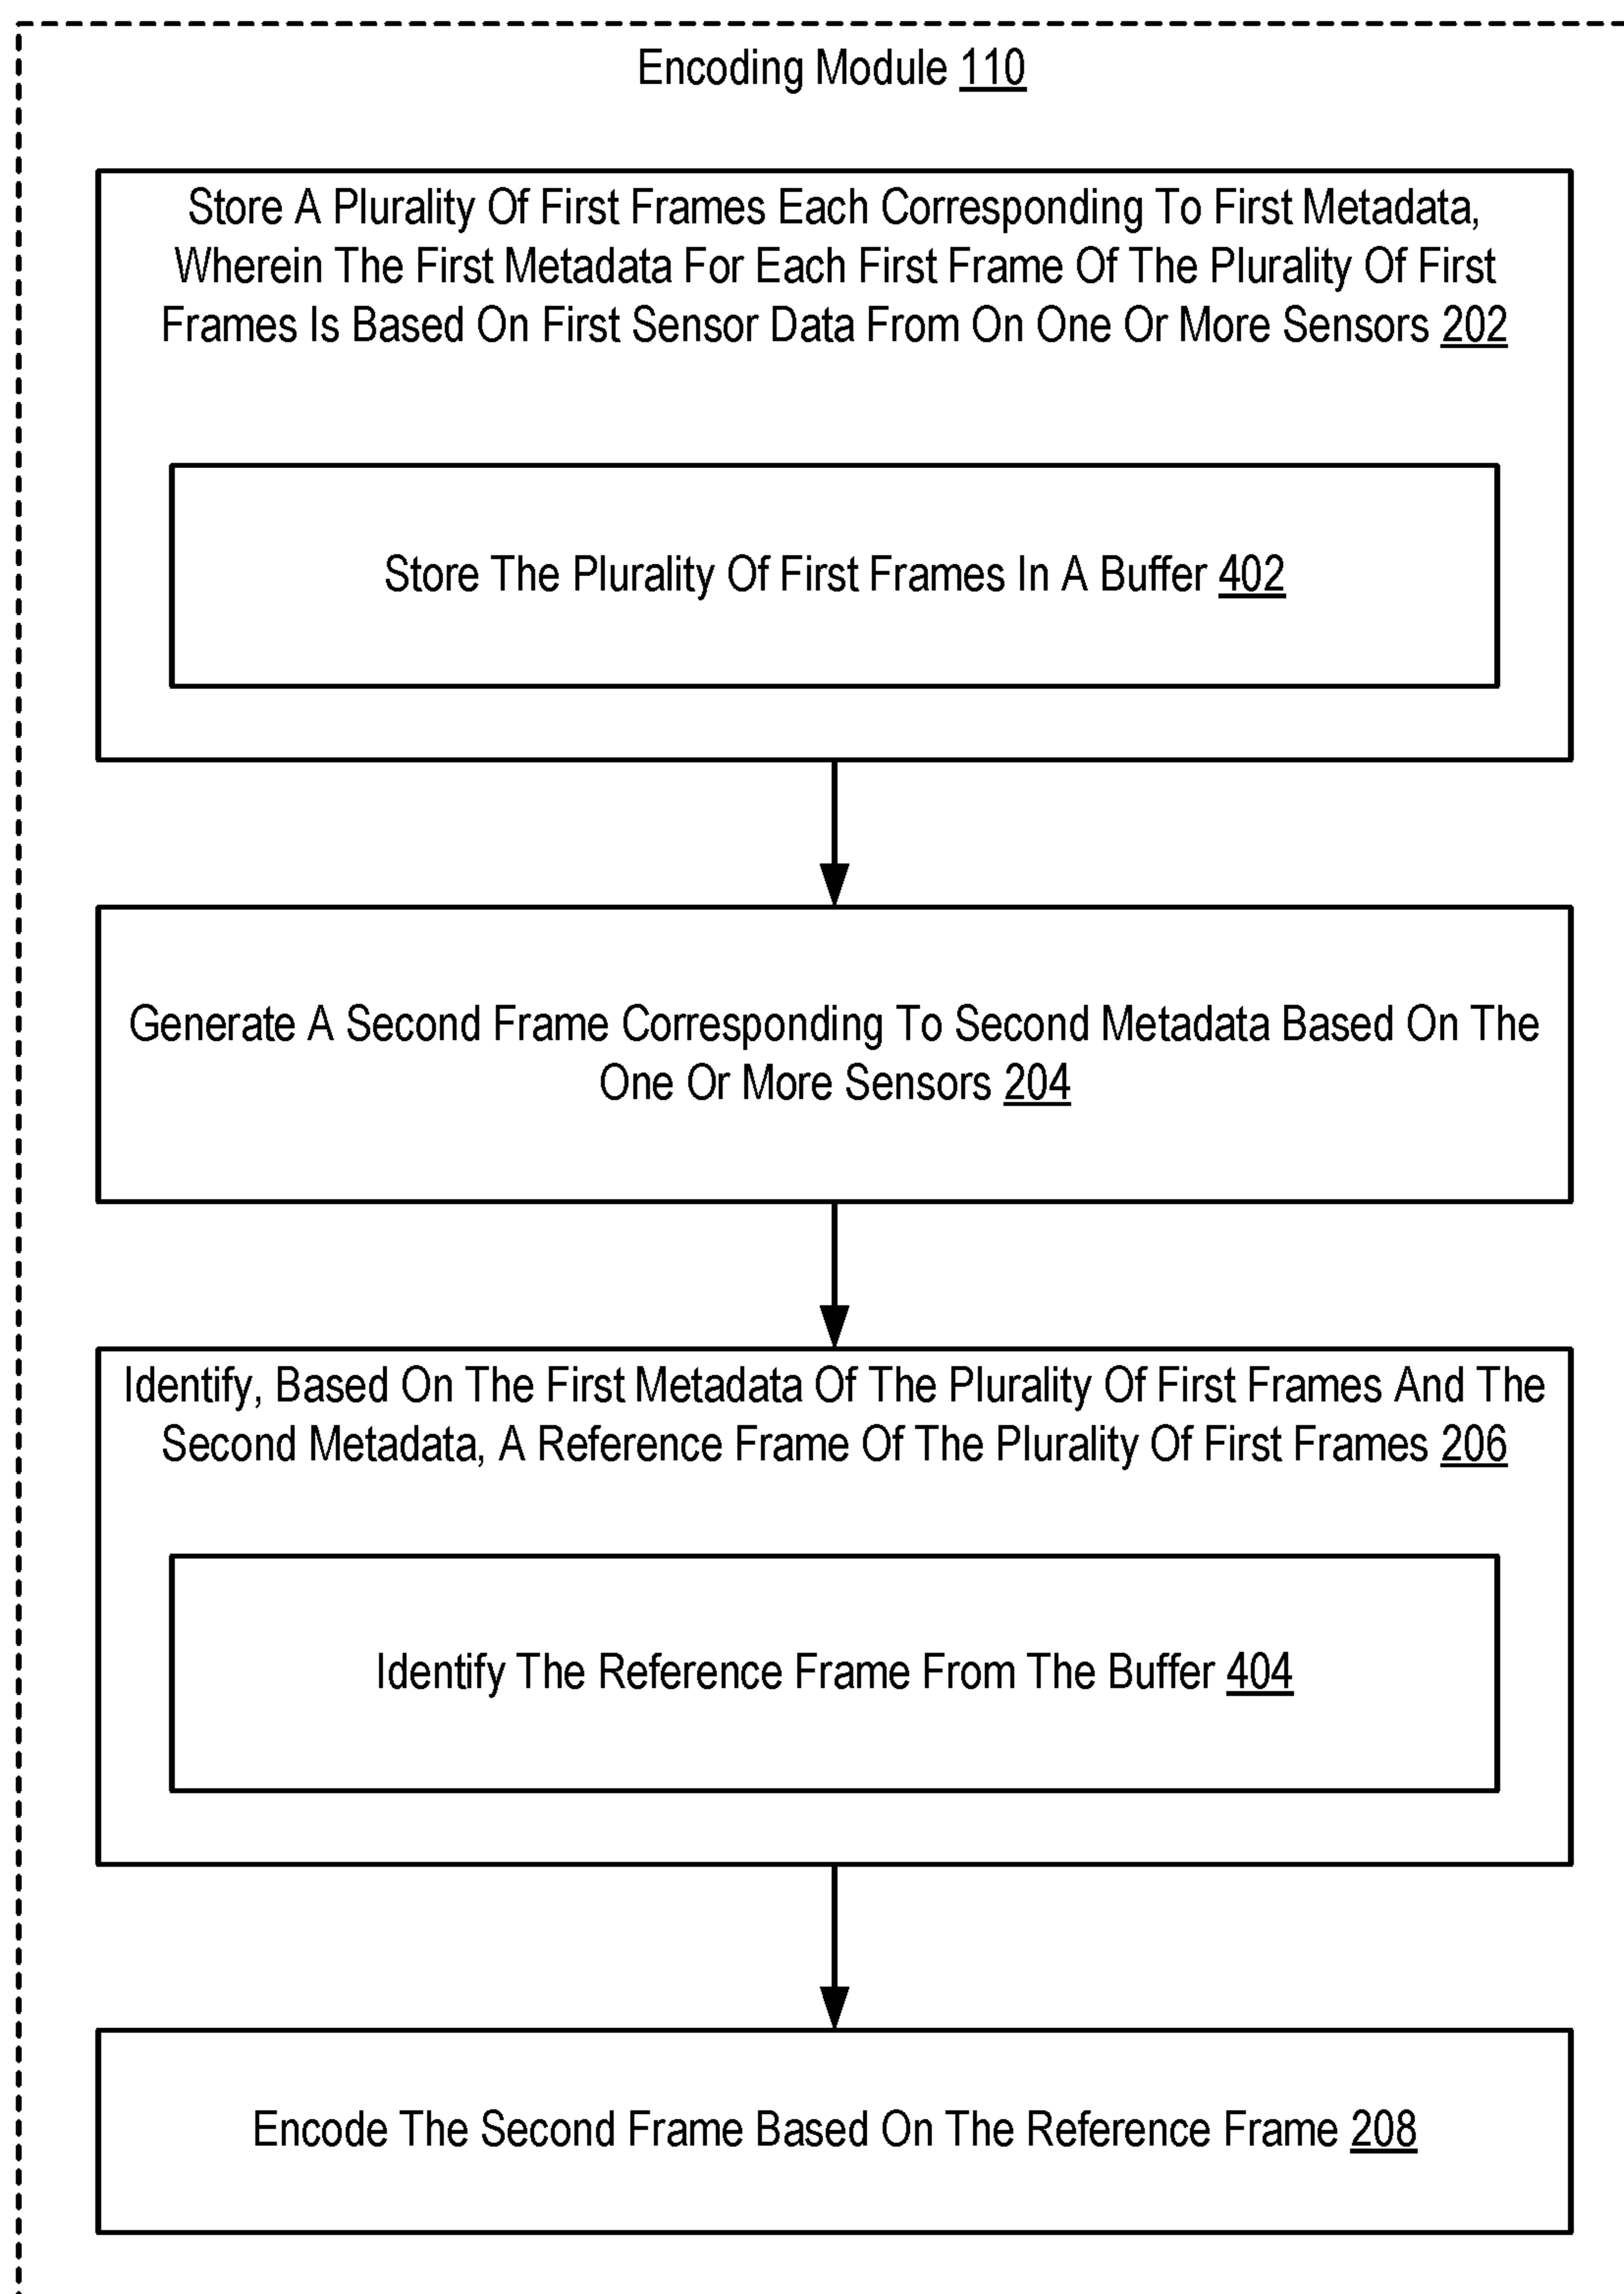 Encoding Module 110
Store A Plurality Of First Frames Each Corresponding To First Metadata,
Wherein The First Metadata For Each First Frame Of The Plurality Of First
Frames Is Based On First Sensor Data From On One Or More Sensors 202
Store The Plurality Of First Frames In A Buffer 402
Generate A Second Frame Corresponding To Second Metadata Based On The
One Or More Sensors 204
Identify, Based On The First Metadata Of The Plurality Of First Frames And The
Second Metadata, A Reference Frame Of The Plurality Of First Frames 206
Identify The Reference Frame From The Buffer 404
Encode The Second Frame Based On The Reference Frame 208